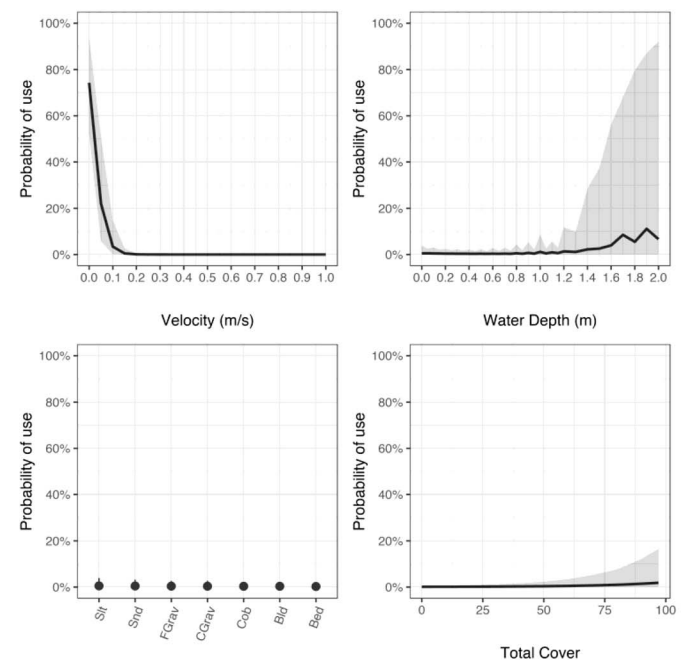 Probability of use
100%
80%
60%
40%
20%
0%
0.0 0.1 0.2 0.3 0.4 0.5 0.6 0.7 0.8 0.9 1.0
Velocity (m/s)
Probability of use
100%
80%
60%
40%
20%
0%
0.0 0.2 0.4 0.6 0.8 1.0 1.2 1.4 1.6 1.8 2.0
Water Depth (m)
Probability of use
100%
80%
60%
40%
20%
0%
Slt Snd FGrav CGrav Cob Bld Bed
Probability of use
100%
80%
60%
40%
20%
0%
0 25 50 75 100
Total Cover